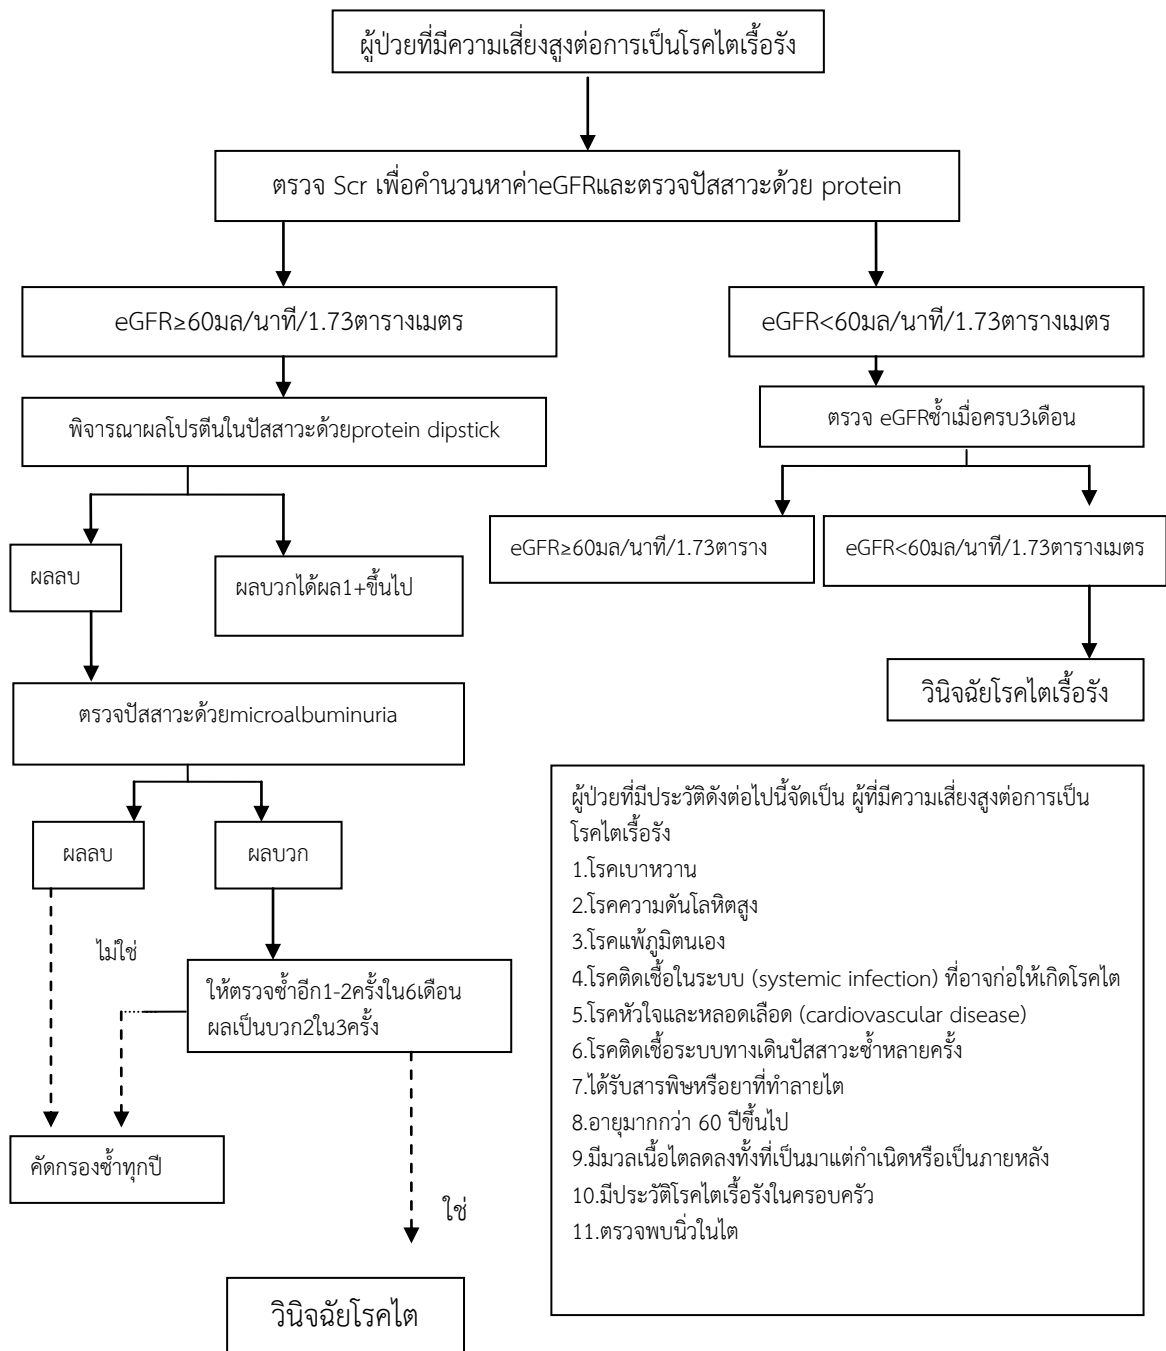 ผู้ป่วยที่มีความเสี่ยงสูงต่อการเป็นโรคไตเรื้อรัง
ตรวจ Scr เพื่อคำนวนหาค่าeGFRและตรวจปัสสาวะด้วย protein
eGFR≥60มล/นาที/1.73ตารางเมตร
eGFR<60มล/นาที/1.73ตารางเมตร
พิจารณาผลโปรตีนในปัสสาวะด้วยprotein dipstick
ตรวจ eGFRซ้ำเมื่อครบ3เดือน
ผลลบ
ผลบวกได้ผล1+ขึ้นไป
eGFR≥60มล/นาที/1.73ตาราง
eGFR<60มล/นาที/1.73ตารางเมตร
วินิจฉัยโรคไตเรื้อรัง
ตรวจปัสสาวะด้วยmicroalbuminuria
ผลลบ
ผลบวก
ไม่ใช่
ให้ตรวจซ้ำอีก1-2ครั้งใน6เดือน
ผลเป็นบวก2ใน3ครั้ง
คัดกรองซ้ำทุกปี
ใช่
วินิจฉัยโรคไต
ผู้ป่วยที่มีประวัติดังต่อไปนี้จัดเป็น ผู้ที่มีความเสี่ยงสูงต่อการเป็น
โรคไตเรื้อรัง
1.โรคเบาหวาน
2.โรคความดันโลหิตสูง
3.โรคแพ้ภูมิตนเอง
4.โรคติดเชื้อในระบบ (systemic infection) ที่อาจก่อให้เกิดโรคไต
5.โรคหัวใจและหลอดเลือด (cardiovascular disease)
6.โรคติดเชื้อระบบทางเดินปัสสาวะซ้ำหลายครั้ง
7.ได้รับสารพิษหรือยาที่ทำลายไต
8.อายุมากกว่า 60 ปีขึ้นไป
9.มีมวลเนื้อไตลดลงทั้งที่เป็นมาแต่กำเนิดหรือเป็นภายหลัง
10.มีประวัติโรคไตเรื้อรังในครอบครัว
11.ตรวจพบนิ่วในไต